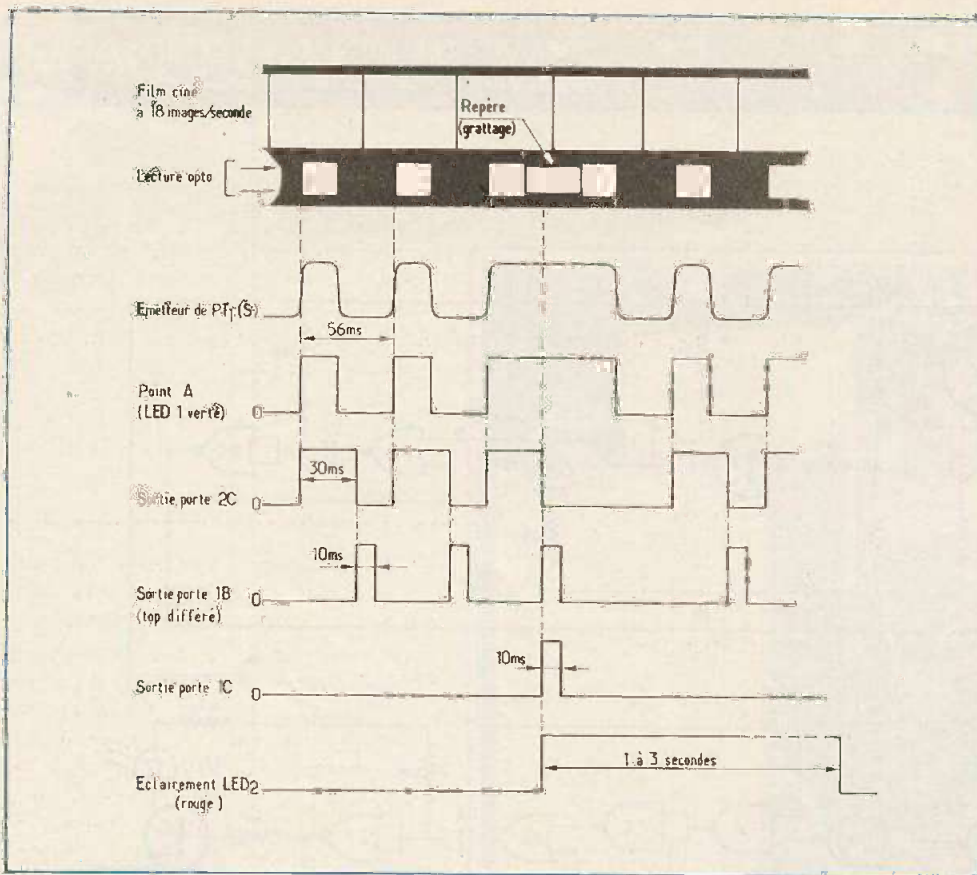 Film ciné
à 18 images/seconde
Repère
(grattage)
Lecture opto
Emetteur de PT1 (S)
56ms
Point A
(LED 1 verte)
0
30ms
Sortie porte 2C
0
10ms
Sortie porte 1B
0
(top différé)
10ms
Sortie porte 1C
0
1 à 3 secondes
Eclairement LED2
(rouge)